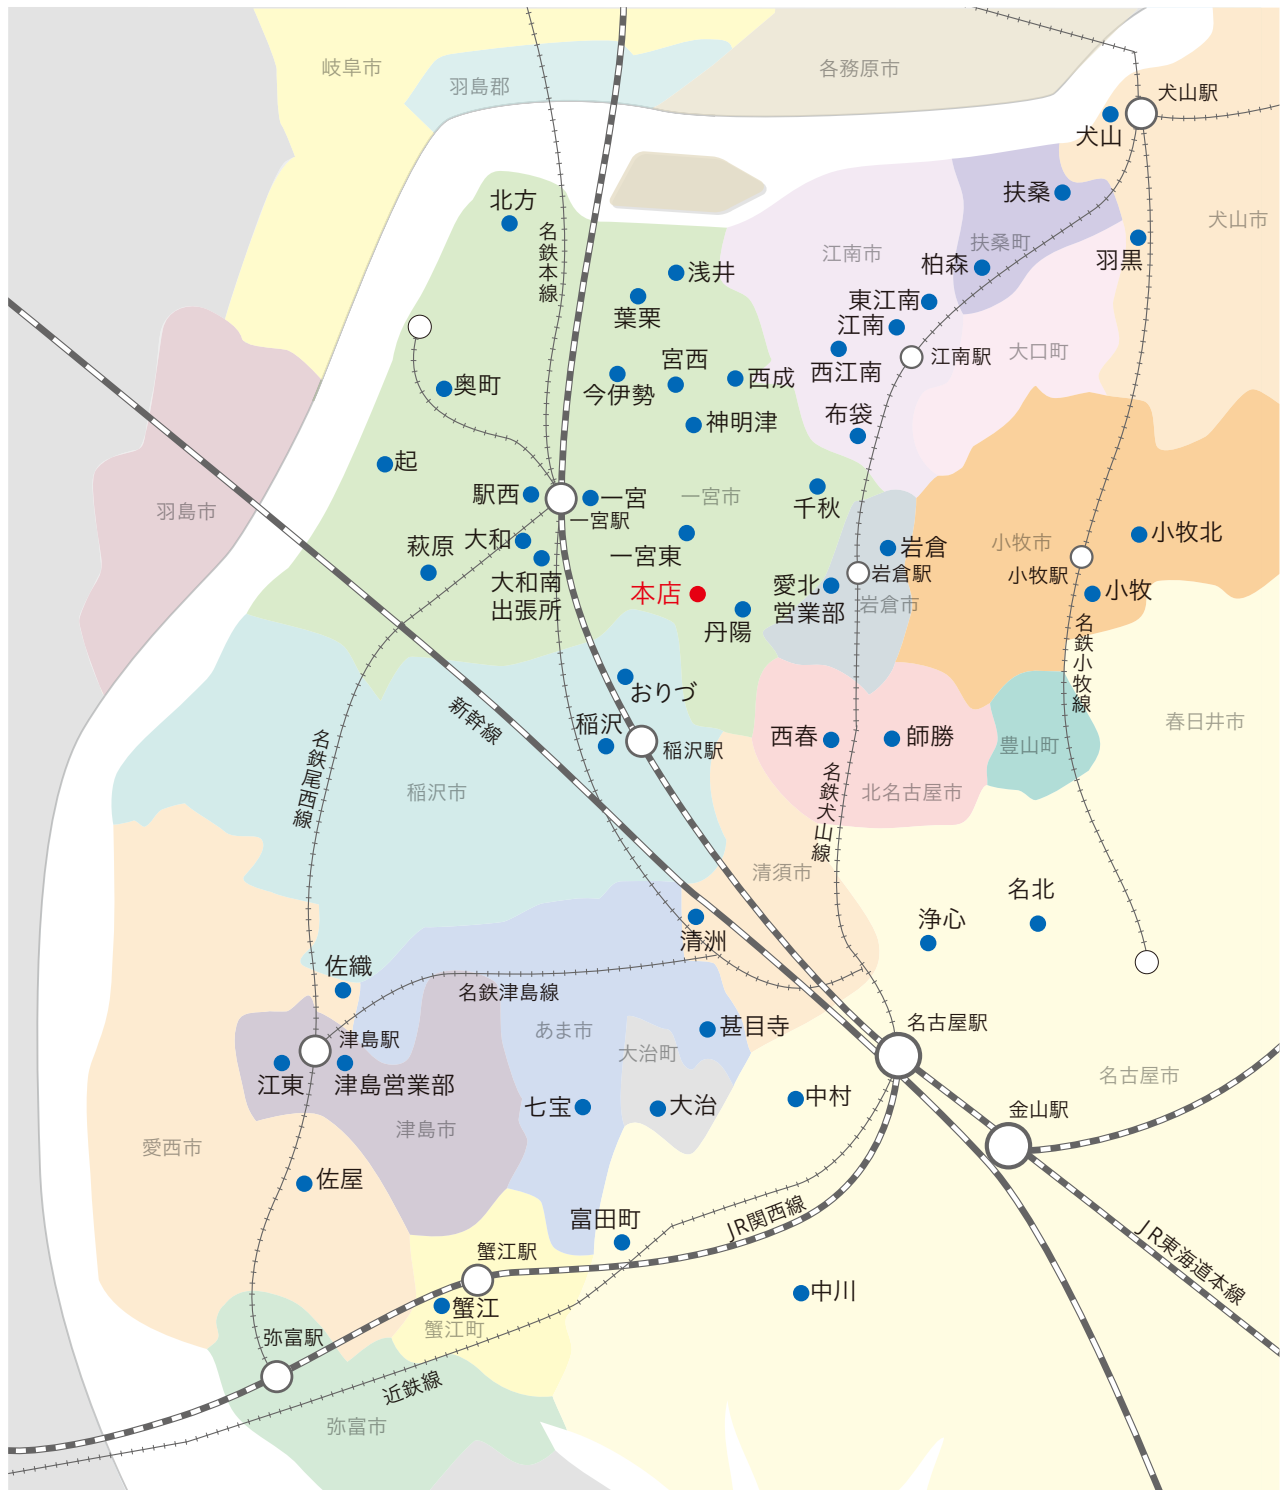 岐阜市
羽島郡
各務原市
犬山駅
犬山
北方
扶桑
犬山市
名鉄本線
江南市
扶桑町
羽黒
浅井
柏森
葉栗
東江南
江南
江南駅
大口町
宮西
西江南
奥町
今伊勢
西成
神明津
布袋
起
駅西
一宮
一宮市
千秋
羽島市
一宮駅
大和
萩原
一宮東
岩倉
小牧市
小牧北
大和南
出張所
本店
愛北
営業部
岩倉駅
岩倉市
小牧駅
小牧
丹陽
名鉄小牧線
おりづ
新幹線
稲沢
稲沢駅
西春
師勝
豊山町
春日井市
名鉄尾西線
稲沢市
名鉄犬山線
北名古屋市
清須市
名北
浄心
清洲
佐織
名鉄津島線
あま市
甚目寺
名古屋駅
津島駅
大治町
江東
津島営業部
名古屋市
七宝
大治
中村
金山駅
津島市
愛西市
佐屋
富田町
JR関西線
JR東海道本線
蟹江駅
蟹江
中川
蟹江町
弥富駅
近鉄線
弥富市